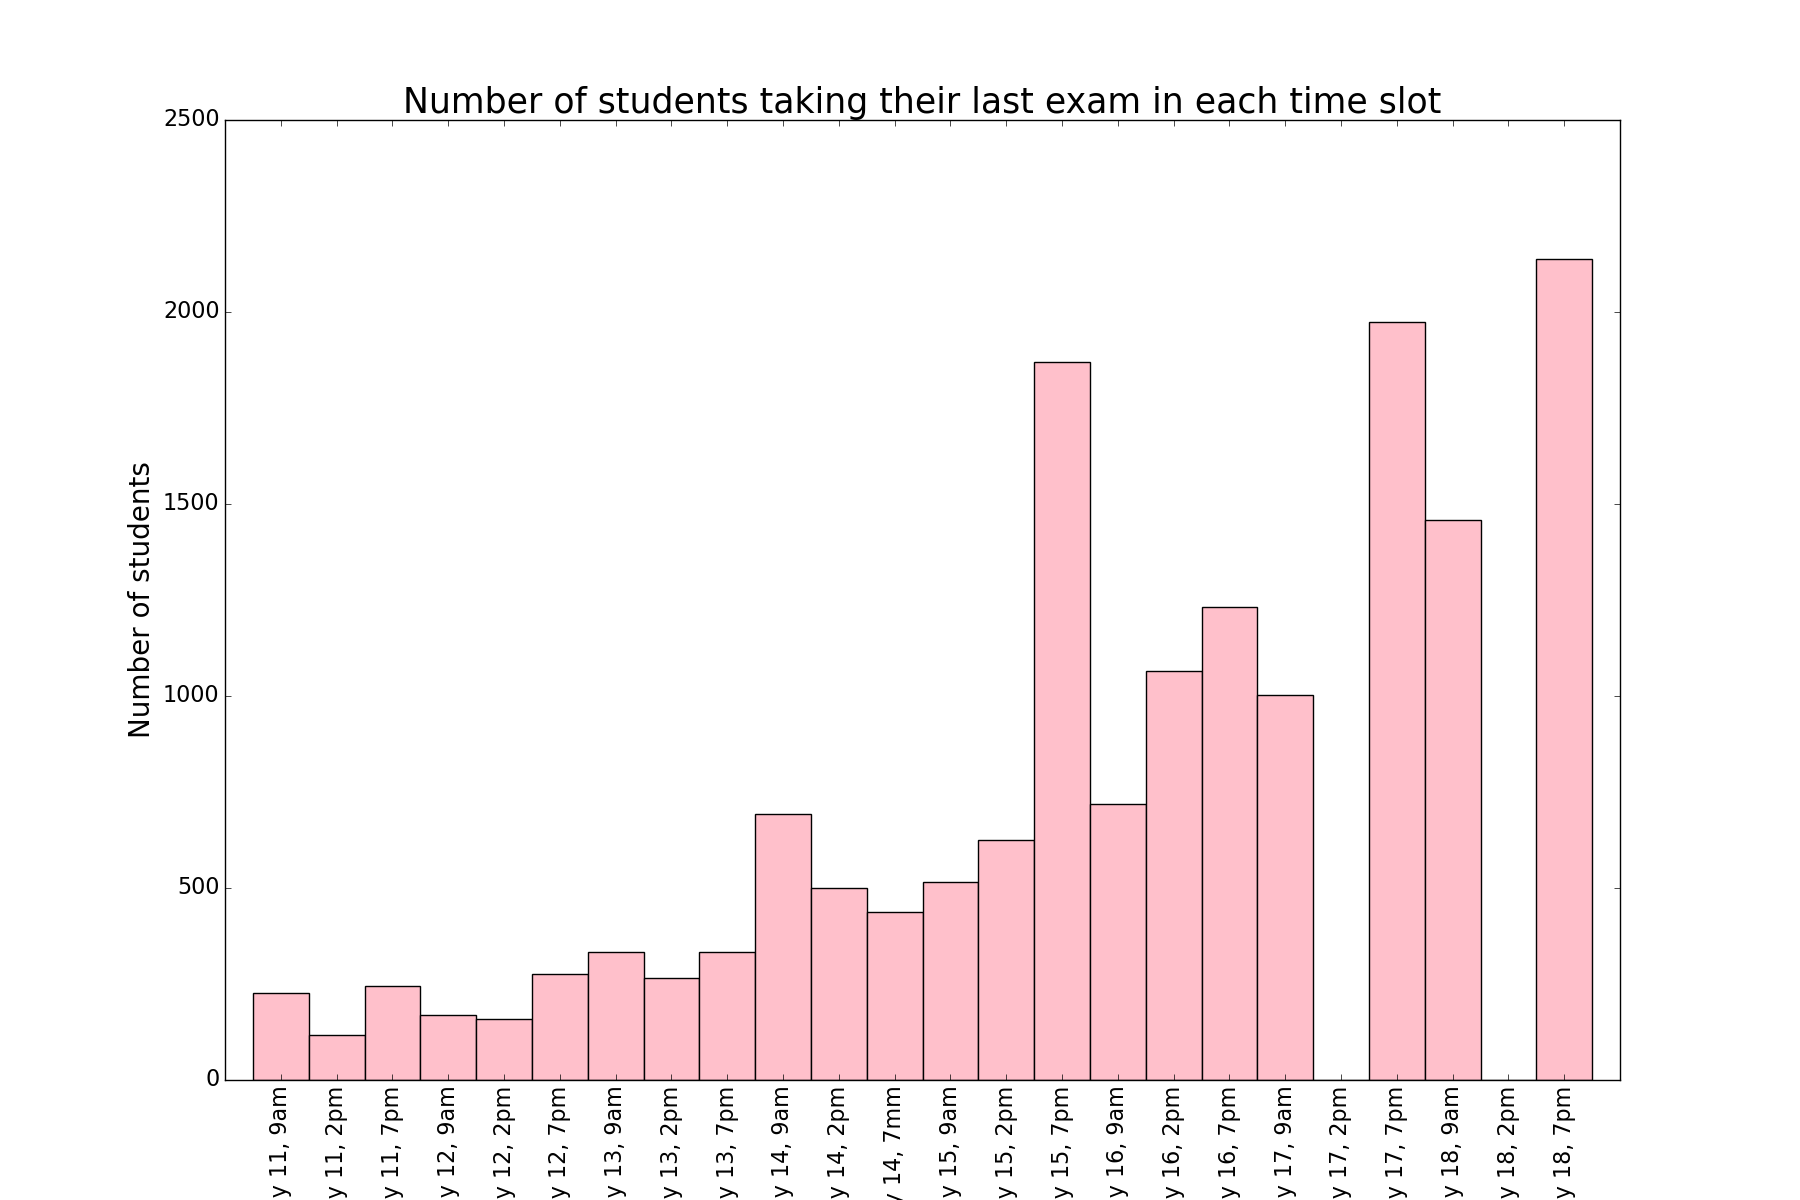 Number of students taking their last exam in each time slot
Number of students
2500
2000
1500
1000
500
0
y 11, 9am
y 11, 2pm
y 11, 7pm
y 12, 9am
y 12, 2pm
y 12, 7pm
y 13, 9am
y 13, 2pm
y 13, 7pm
y 14, 9am
y 14, 2pm
y 14, 7mm
y 15, 9am
y 15, 2pm
y 15, 7pm
y 16, 9am
y 16, 2pm
y 16, 7pm
y 17, 9am
y 17, 2pm
y 17, 7pm
y 18, 9am
y 18, 2pm
y 18, 7pm